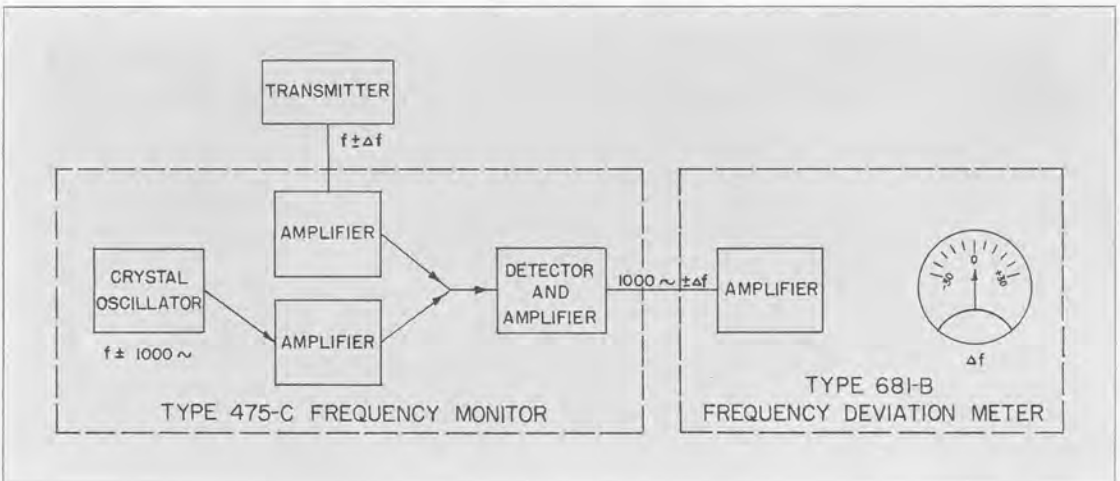 TRANSMITTER
f±Δf
AMPLIFIER
CRYSTAL
OSCILLATOR
f± 1000 ~
AMPLIFIER
DETECTOR
AND
AMPLIFIER
TYPE 475-C FREQUENCY MONITOR
1000 ~ ±Δf
AMPLIFIER
-30
0
+30
Δf
TYPE 681-B
FREQUENCY DEVIATION METER